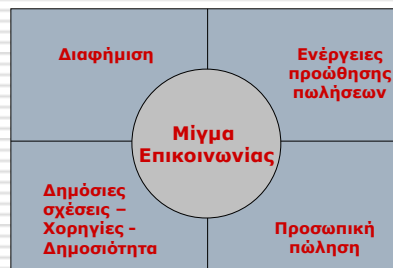 Διαφήμιση
Ενέργειες
προώθησης
πωλήσεων
Μίγμα
Επικοινωνίας
Δημόσιες
σχέσεις –
Χορηγίες -
Δημοσιότητα
Προσωπική
πώληση